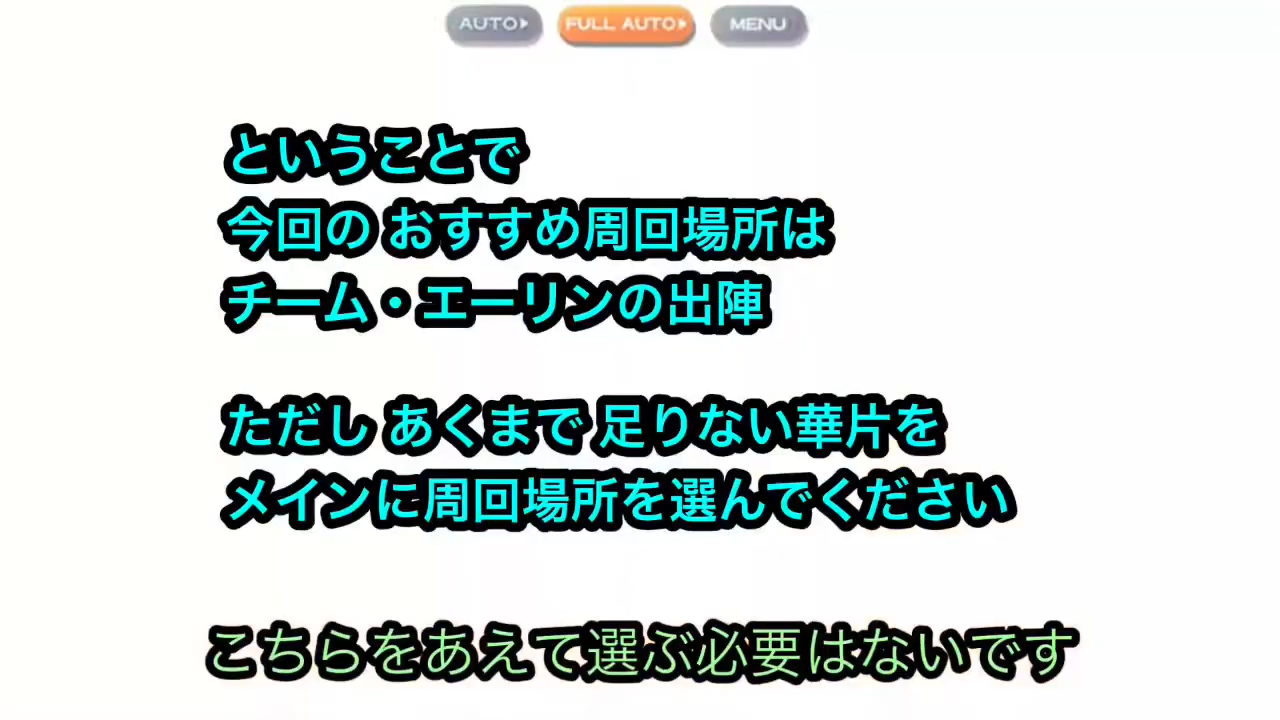 AUTO FULL AUTO MENU
ということで
今回の おすすめ周回場所は
チーム・エーリンの出陣
ただし あくまで 足りない華片を
メインに周回場所を選んでください
こちらをあえて選ぶ必要はないです